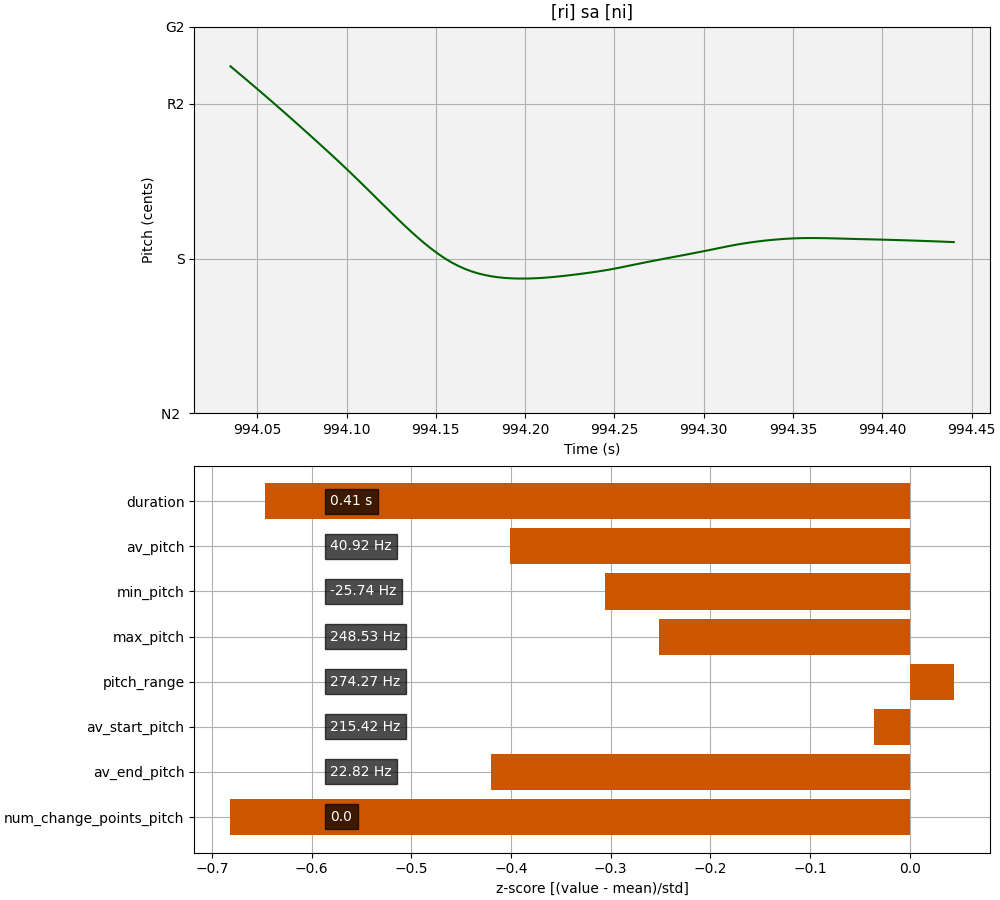 [ri] sa [ni]
G2
R2
S
N2
Pitch (cents)
994.05 994.10 994.15 994.20 994.25 994.30 994.35 994.40 994.45
Time (s)
duration 0.41 s
av_pitch 40.92 Hz
min_pitch -25.74 Hz
max_pitch 248.53 Hz
pitch_range 274.27 Hz
av_start_pitch 215.42 Hz
av_end_pitch 22.82 Hz
num_change_points_pitch 0.0
−0.7 −0.6 −0.5 −0.4 −0.3 −0.2 −0.1 0.0
z-score [(value - mean)/std]